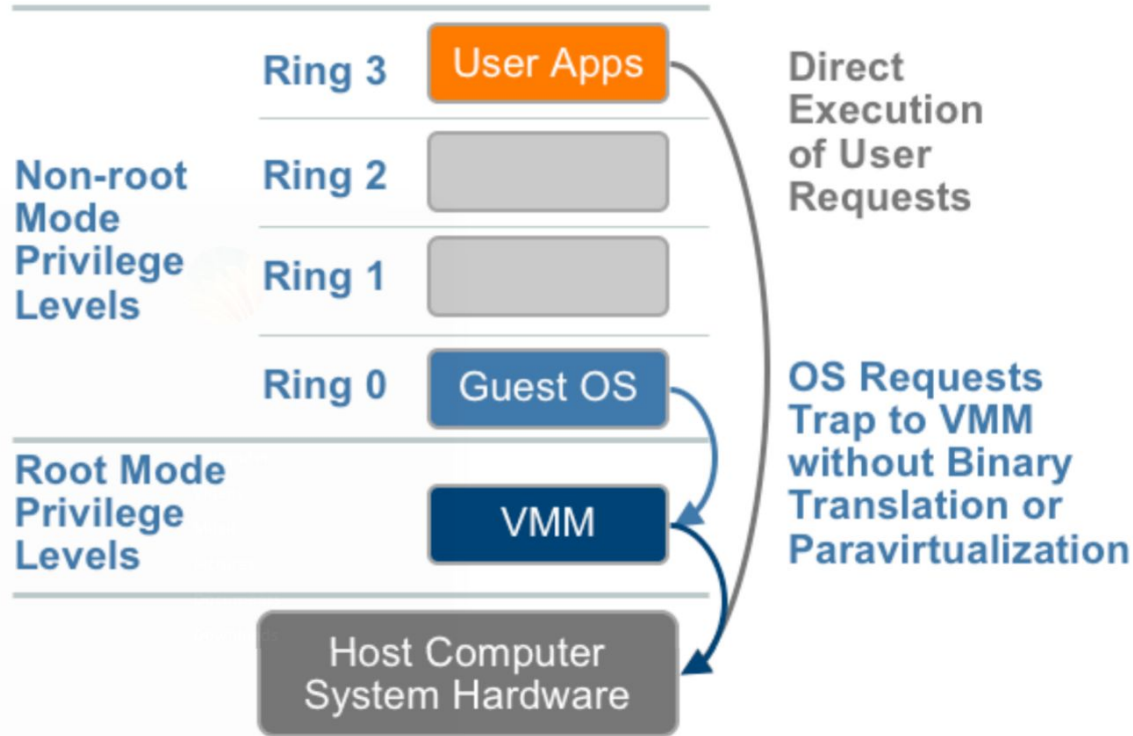 Ring 3
User Apps
Direct
Execution
of User
Requests
Non-root
Mode
Privilege
Levels
Ring 2
Ring 1
Ring 0
Guest OS
OS Requests
Trap to VMM
without Binary
Translation or
Paravirtualization
Root Mode
Privilege
Levels
VMM
Host Computer
System Hardware